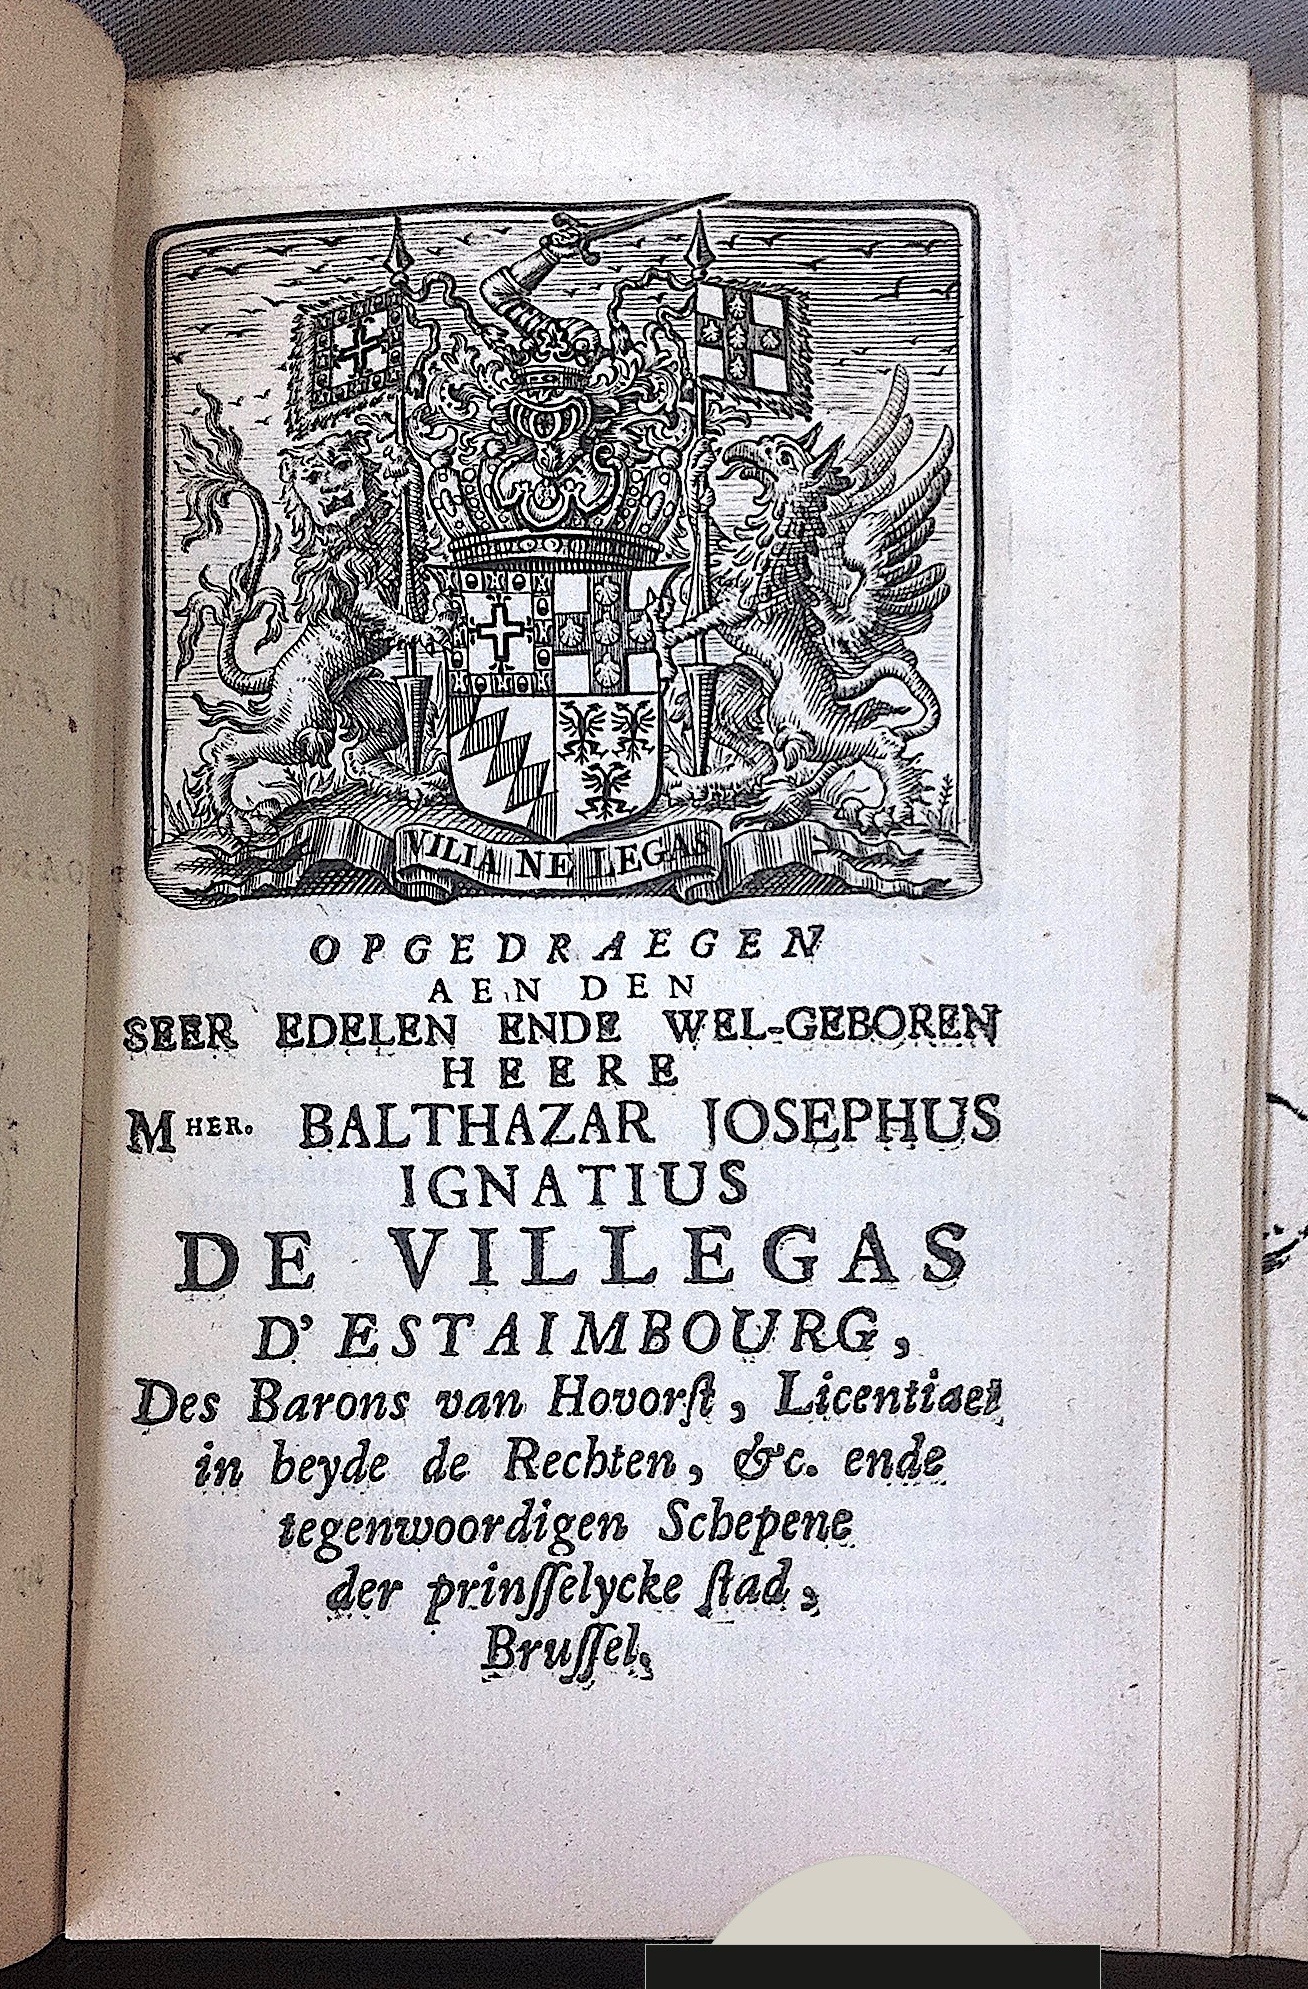 VILIA NE LEGAS
OPGEDRAEGEN
AEN DEN
SEER EDELEN ENDE WEL-GEBOREN
HEERE
MHER. BALTHAZAR JOSEPHUS
IGNATIUS
DE VILLEGAS
D'ESTAIMBOURG,
Des Barons van Hovorſt, Licentiaet
in beyde de Rechten, &c. ende
tegenwoordigen Schepene
der prinſſelycke ſtad,
Bruſſel,